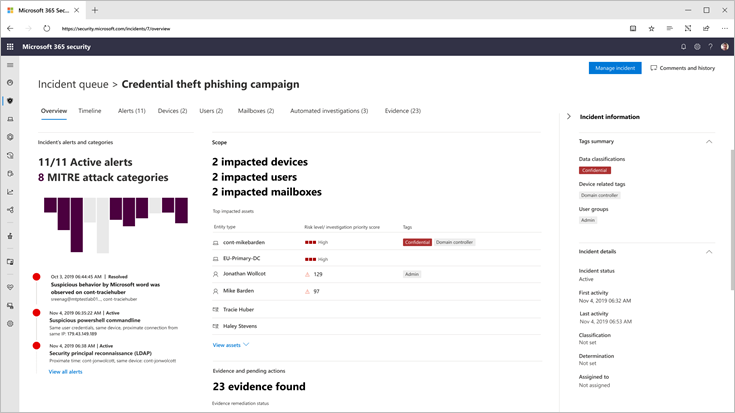 Microsoft 365 Sec...
https://security.microsoft.com/incidents/7/overview
Microsoft 365 security
Manage incident
Comments and history
Incident queue > Credential theft phishing campaign
Overview Timeline Alerts (11) Devices (2) Users (2) Mailboxes (2) Automated investigations (3) Evidence (23)
Incident's alerts and categories
11/11 Active alerts
8 MITRE attack categories
Oct 3, 2019 06:44:45 AM | Resolved
Suspicious behavior by Microsoft word was
observed on cont-traciehuber
vreenag@mtptestlab01..., cont-traciehuber
Nov 4, 2019 06:35:22 AM | Active
Suspicious powershell commandline
Same user credentials, same device, proximate connection from
same IP: 179.43.149.189
Nov 4, 2019 06:39 AM | Active
Security principal reconnaissance (LDAP)
Proximate time: cont-jonwolcott, same device: cont-jonwolcott
View all alerts
Scope
2 impacted devices
2 impacted users
2 impacted mailboxes
Top impacted assets
Entity type Risk level/ investigation priority score Tags
cont-mikebarden High Confidential Domain controller
EU-Primary-DC High
Jonathan Wollcot 129 Admin
Mike Barden 97
Tracie Huber
Haley Stevens
View assets
Evidence and pending actions
23 evidence found
Evidence remediation status
Incident information
Tags summary
Data classifications
Confidential
Device related tags
Domain controller
User groups
Admin
Incident details
Incident status
Active
First activity
Nov 4, 2019 06:32 AM
Last activity
Nov 4, 2019 06:53 AM
Classification
Not set
Determination
Not set
Assigned to
Not assigned